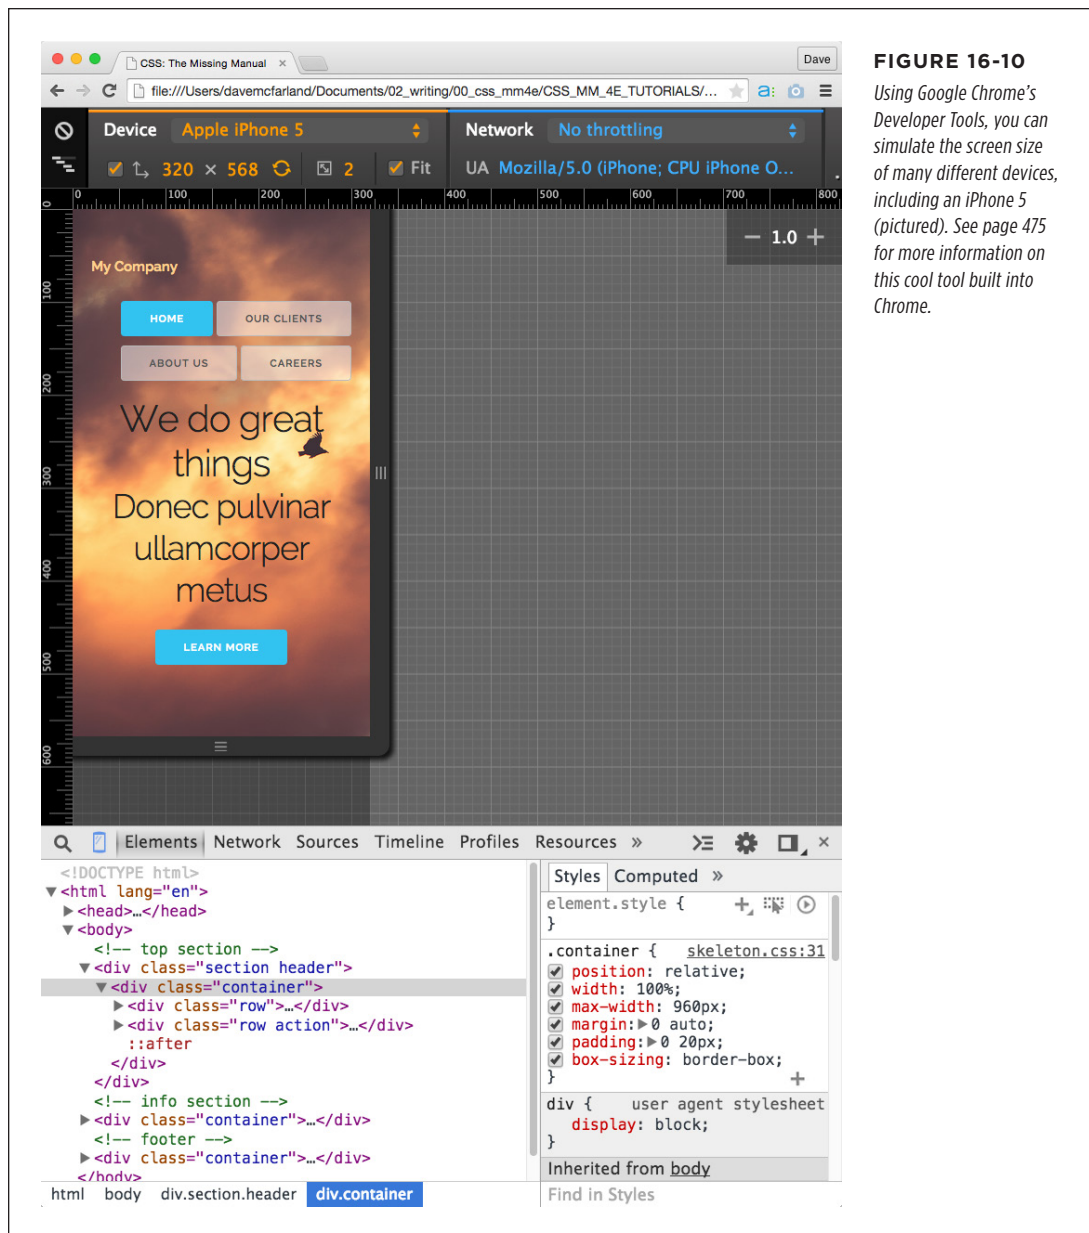 CSS: The Missing Manual ×
Dave
file:///Users/davemcfarland/Documents/02_writing/00_css_mm4e/CSS_MM_4E_TUTORIALS/...
a:
Device Apple iPhone 5
Network No throttling
320 × 568 2 Fit
UA Mozilla/5.0 (iPhone; CPU iPhone O...
0 100 200 300 400 500 600 700 800
0
100
200
300
400
500
600
− 1.0 +
My Company
HOME
OUR CLIENTS
ABOUT US
CAREERS
We do great
things
Donec pulvinar
ullamcorper
metus
LEARN MORE
Elements Network Sources Timeline Profiles Resources » ×
<!DOCTYPE html>
▼<html lang="en">
▶<head>…</head>
▼<body>
<!-- top section -->
▼<div class="section header">
▼<div class="container">
▶<div class="row">…</div>
▶<div class="row action">…</div>
::after
</div>
</div>
<!-- info section -->
▶<div class="container">…</div>
<!-- footer -->
▶<div class="container">…</div>
</body>
html body div.section.header div.container
Styles Computed »
element.style {
}
.container { skeleton.css:31
position: relative;
width: 100%;
max-width: 960px;
margin:▶0 auto;
padding:▶0 20px;
box-sizing: border-box;
}
div { user agent stylesheet
display: block;
}
Inherited from body
Find in Styles
FIGURE 16-10
Using Google Chrome's
Developer Tools, you can
simulate the screen size
of many different devices,
including an iPhone 5
(pictured). See page 475
for more information on
this cool tool built into
Chrome.